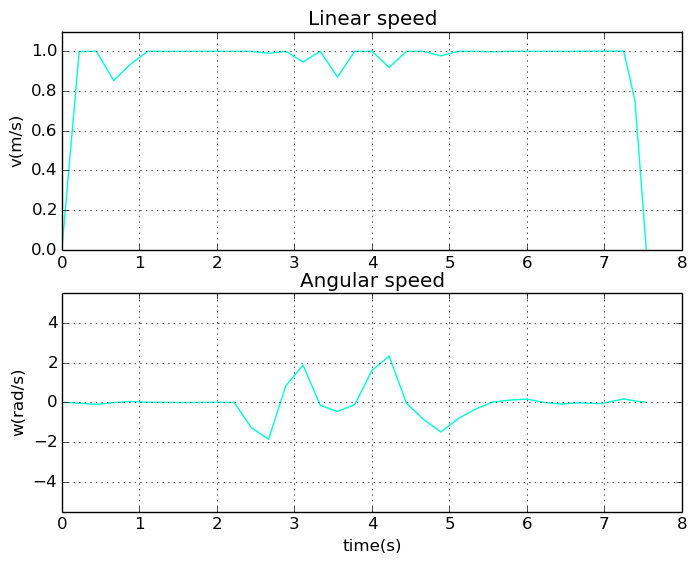 Linear speed
1.0
0.8
0.6
0.4
0.2
0.0
v(m/s)
0 1 2 3 4 5 6 7 8
Angular speed
4
2
0
−2
−4
w(rad/s)
0 1 2 3 4 5 6 7 8
time(s)